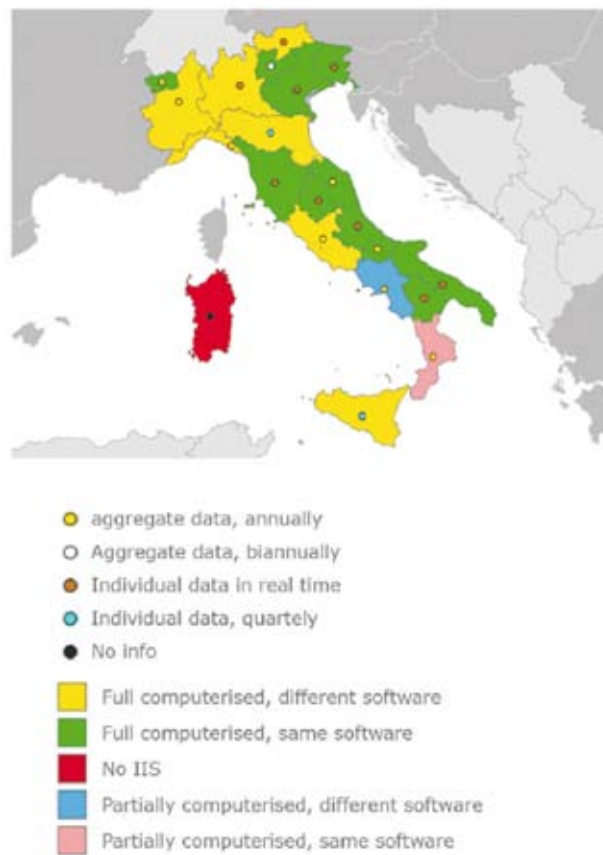 aggregate data, annually
Aggregate data, biannually
Individual data in real time
Individual data, quartely
No info
Full computerised, different software
Full computerised, same software
No IIS
Partially computerised, different software
Partially computerised, same software